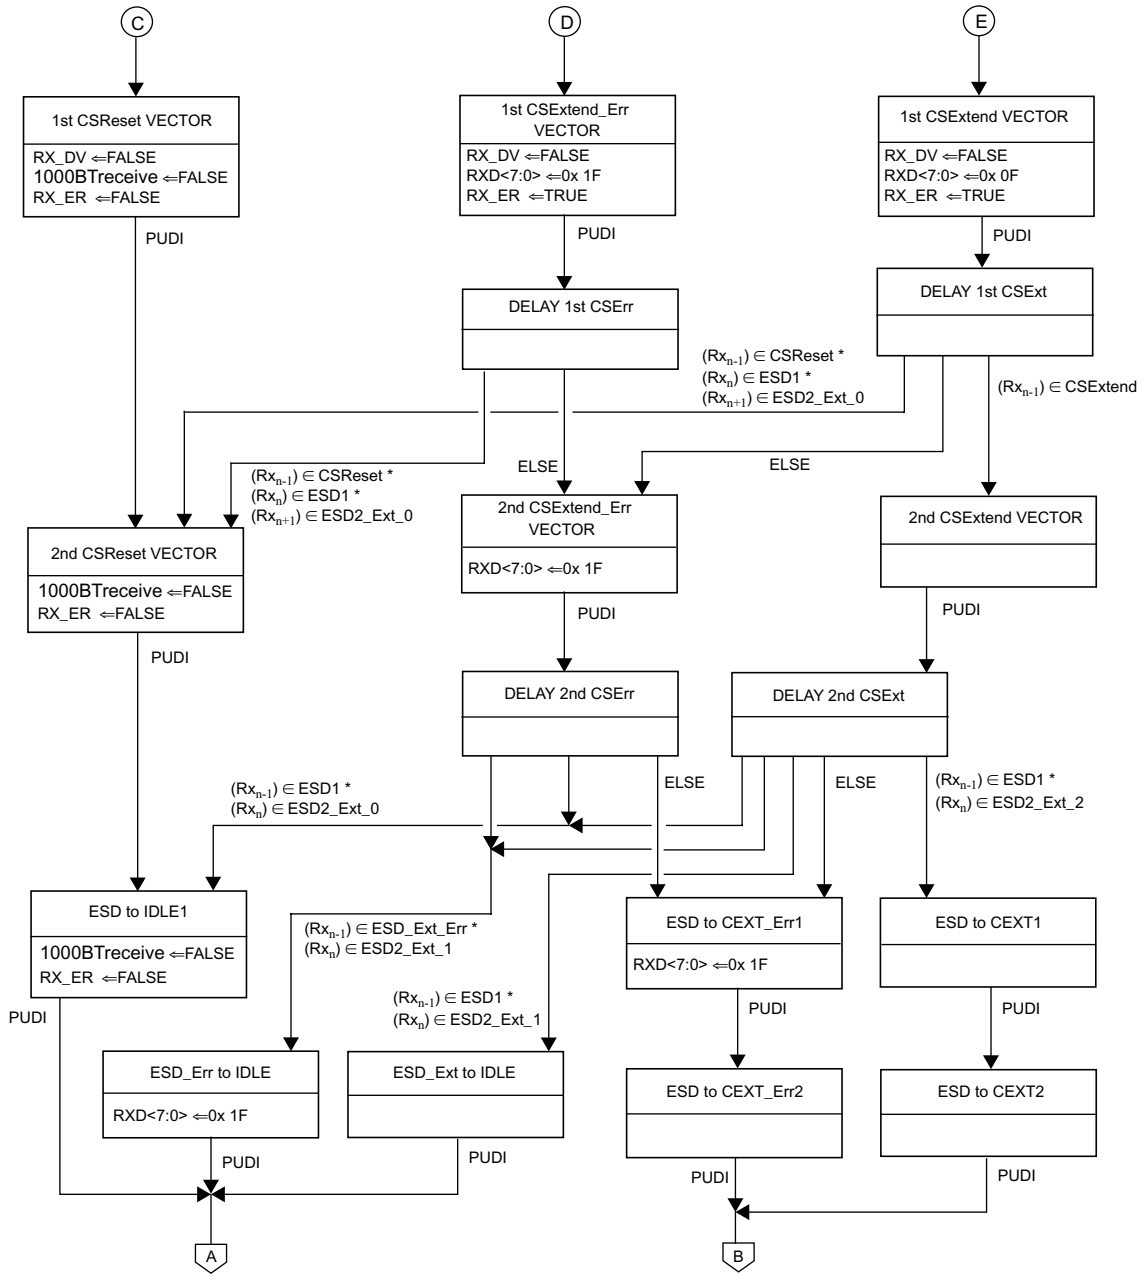 C
D
E
1st CSReset VECTOR
RX_DV ⇐FALSE
1000BTreceive ⇐FALSE
RX_ER ⇐FALSE
PUDI
1st CSExtend_Err
VECTOR
RX_DV ⇐FALSE
RXD<7:0> ⇐0x 1F
RX_ER ⇐TRUE
PUDI
1st CSExtend VECTOR
RX_DV ⇐FALSE
RXD<7:0> ⇐0x 0F
RX_ER ⇐TRUE
PUDI
DELAY 1st CSErr
DELAY 1st CSExt
(Rxn-1) ∈ CSReset *
(Rxn) ∈ ESD1 *
(Rxn+1) ∈ ESD2_Ext_0
(Rxn-1) ∈ CSExtend
ELSE
ELSE
(Rxn-1) ∈ CSReset *
(Rxn) ∈ ESD1 *
(Rxn+1) ∈ ESD2_Ext_0
2nd CSReset VECTOR
1000BTreceive ⇐FALSE
RX_ER ⇐FALSE
PUDI
2nd CSExtend_Err
VECTOR
RXD<7:0> ⇐0x 1F
PUDI
2nd CSExtend VECTOR
PUDI
DELAY 2nd CSErr
DELAY 2nd CSExt
(Rxn-1) ∈ ESD1 *
(Rxn) ∈ ESD2_Ext_0
ELSE
ELSE
(Rxn-1) ∈ ESD1 *
(Rxn) ∈ ESD2_Ext_2
ESD to IDLE1
1000BTreceive ⇐FALSE
RX_ER ⇐FALSE
PUDI
(Rxn-1) ∈ ESD_Ext_Err *
(Rxn) ∈ ESD2_Ext_1
(Rxn-1) ∈ ESD1 *
(Rxn) ∈ ESD2_Ext_1
ESD to CEXT_Err1
RXD<7:0> ⇐0x 1F
PUDI
ESD to CEXT1
PUDI
ESD_Err to IDLE
RXD<7:0> ⇐0x 1F
PUDI
ESD_Ext to IDLE
PUDI
ESD to CEXT_Err2
PUDI
ESD to CEXT2
PUDI
A
B